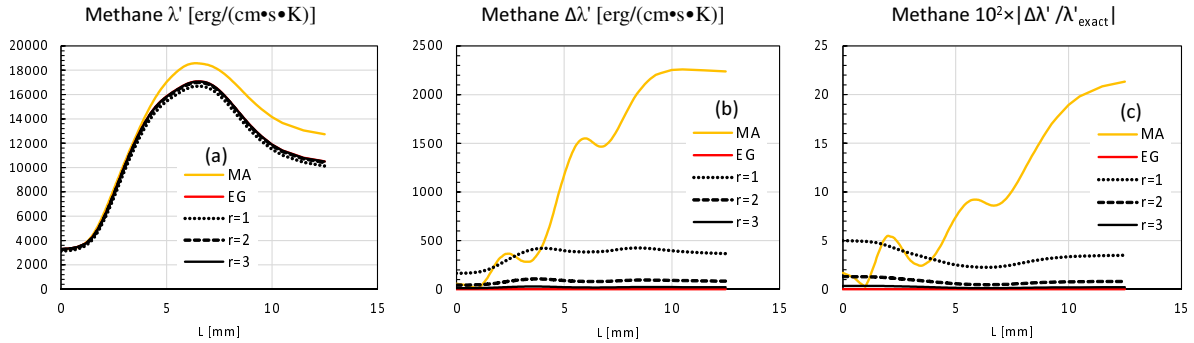 Methane λ' [erg/(cm•s•K)]
20000
18000
16000
14000
12000
10000
8000
6000
4000
2000
0
0
5
10
15
L [mm]
(a)
MA
EG
r=1
r=2
r=3
Methane Δλ' [erg/(cm•s•K)]
2500
2000
1500
1000
500
0
0
5
10
15
L [mm]
(b)
MA
EG
r=1
r=2
r=3
Methane 10²×|Δλ' /λ'exact|
25
20
15
10
5
0
0
5
10
15
L [mm]
(c)
MA
EG
r=1
r=2
r=3